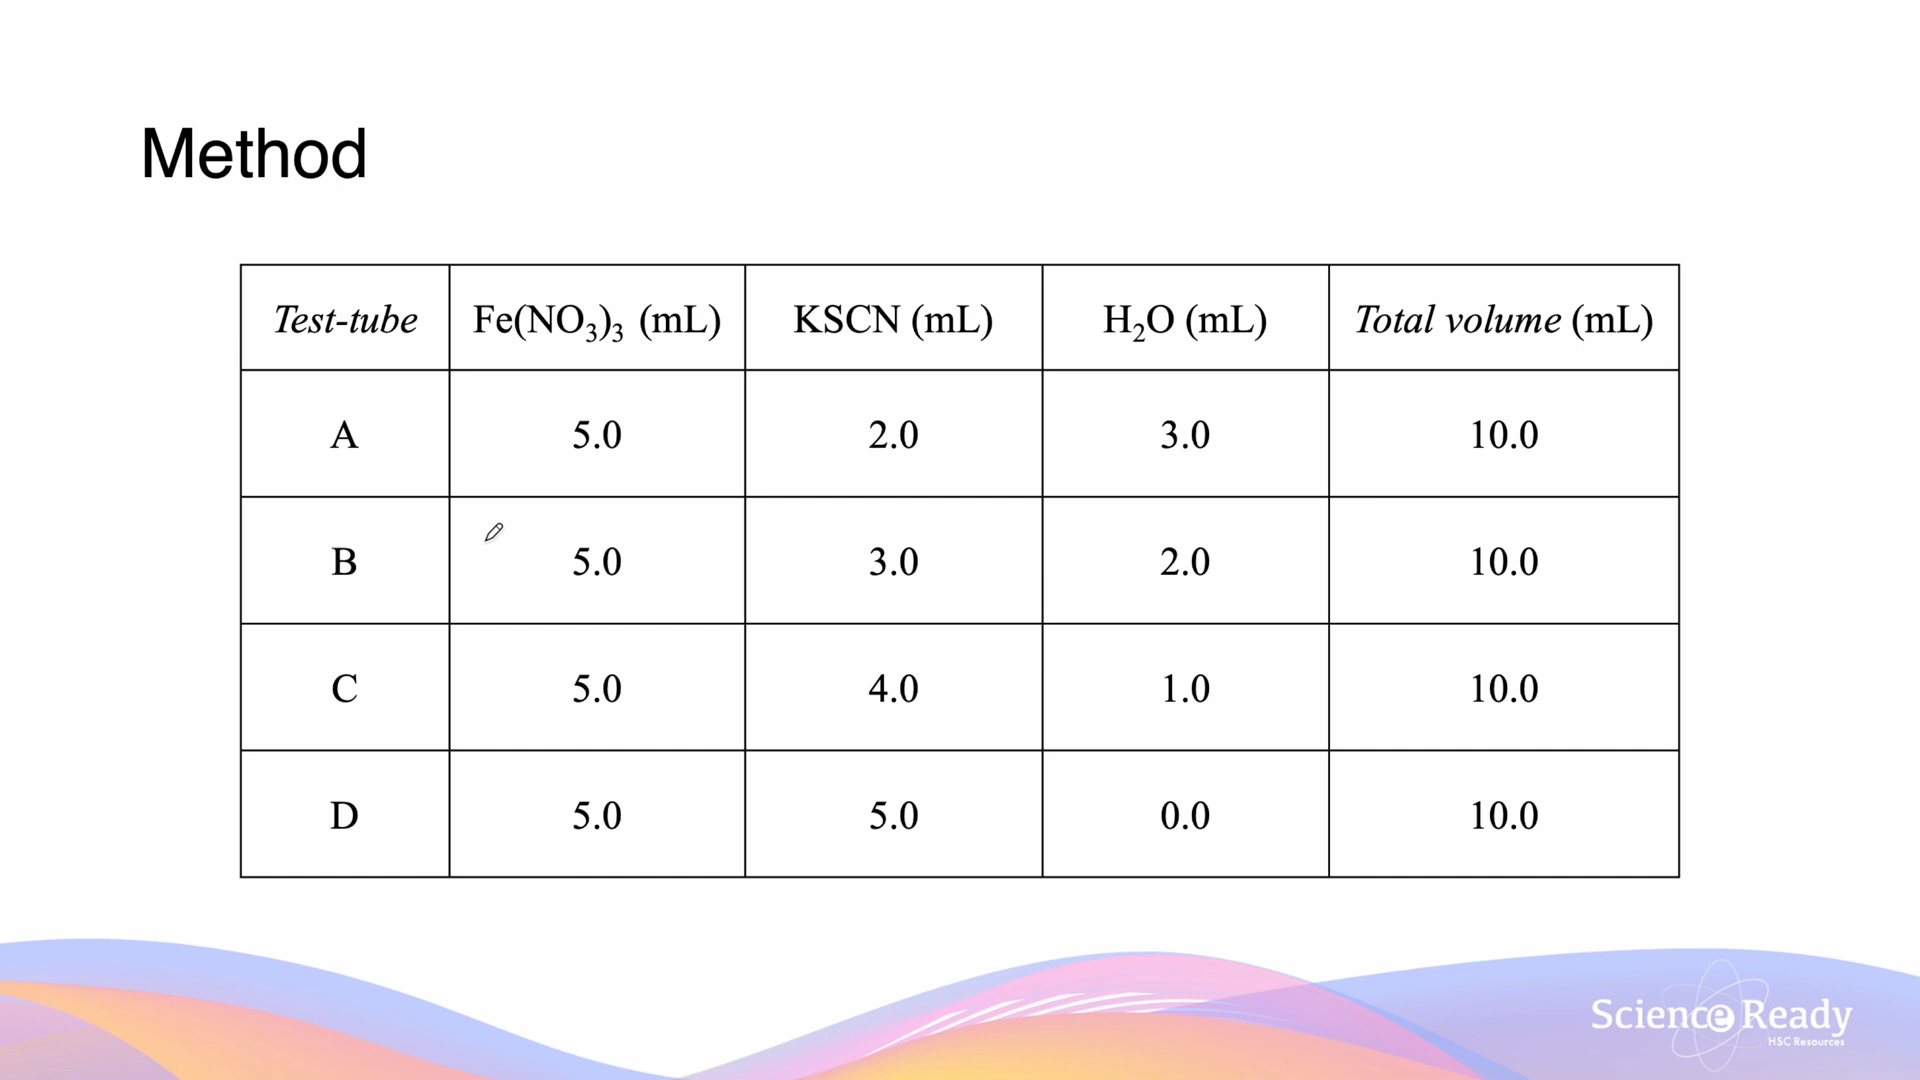 Method
Test-tube Fe(NO₃)₃ (mL) KSCN (mL) H₂O (mL) Total volume (mL)
A 5.0 2.0 3.0 10.0
B 5.0 3.0 2.0 10.0
C 5.0 4.0 1.0 10.0
D 5.0 5.0 0.0 10.0
Science Ready
HSC Resources